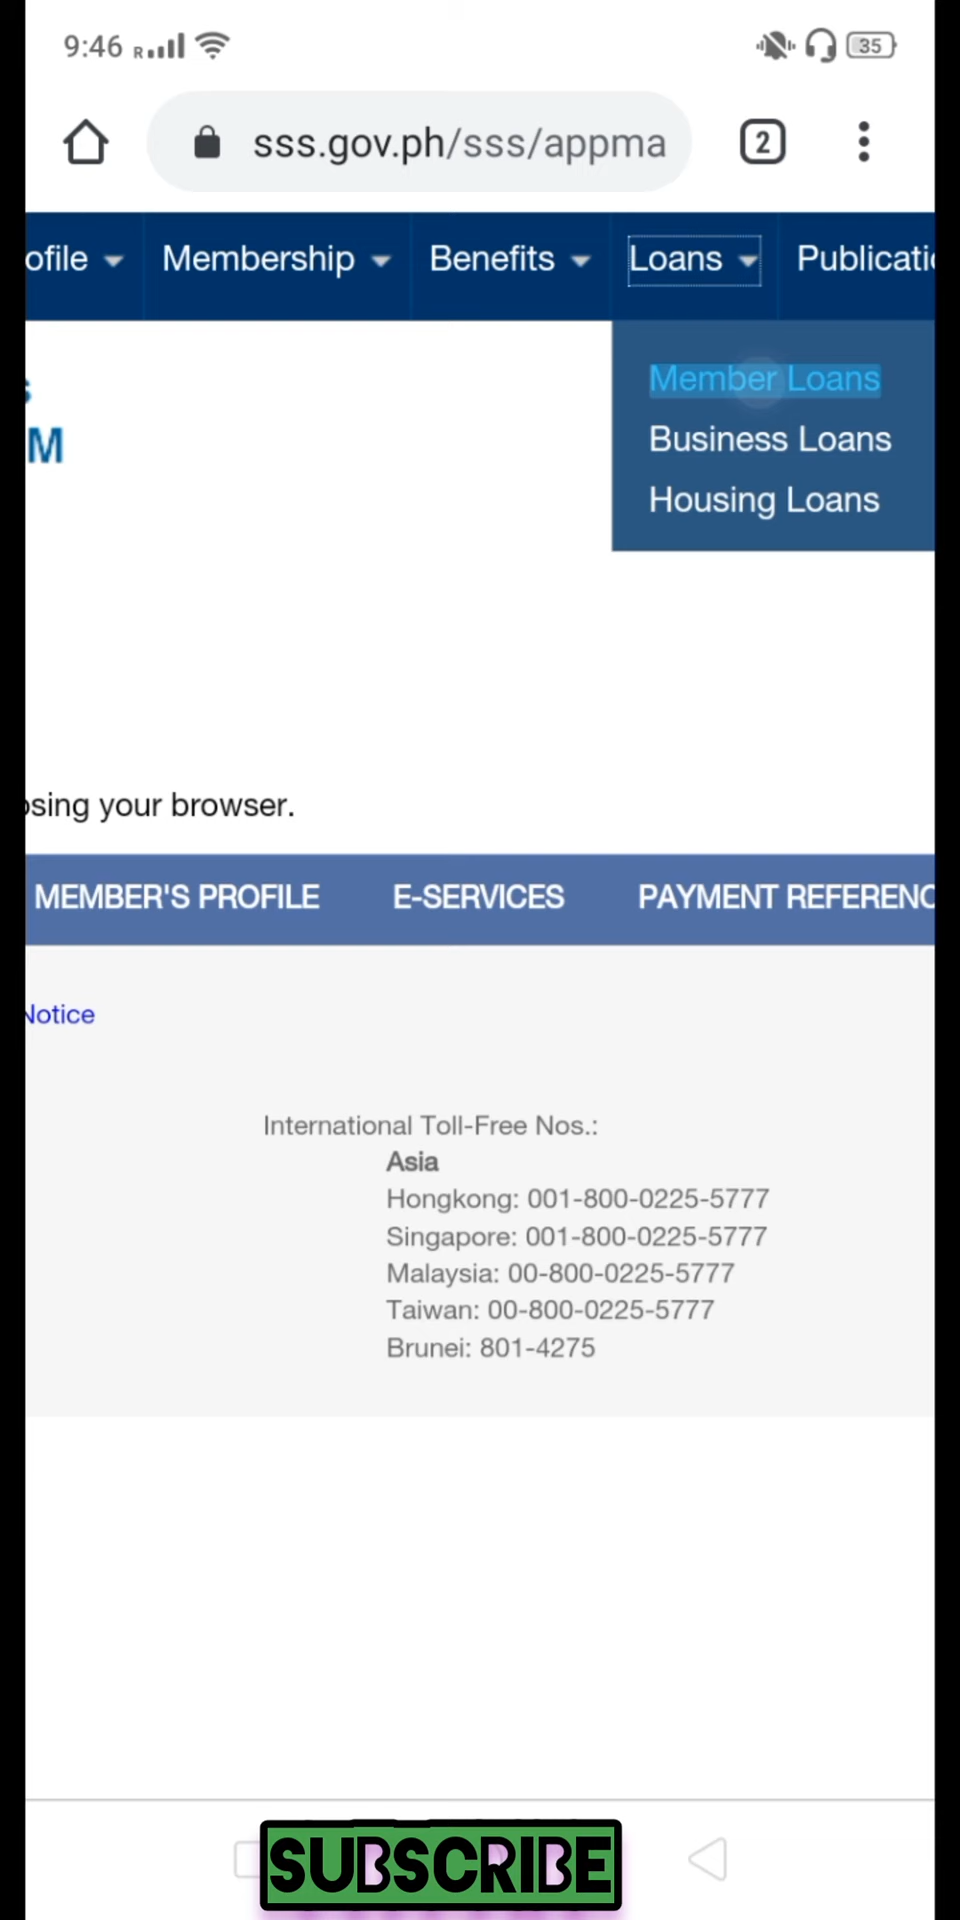 9:46 R 35
sss.gov.ph/sss/appma 2
ofile Membership Benefits Loans Publicatio
Member Loans
s
M
Business Loans
Housing Loans
osing your browser.
MEMBER'S PROFILE E-SERVICES PAYMENT REFERENC
Notice
International Toll-Free Nos.:
Asia
Hongkong: 001-800-0225-5777
Singapore: 001-800-0225-5777
Malaysia: 00-800-0225-5777
Taiwan: 00-800-0225-5777
Brunei: 801-4275
SUBSCRIBE